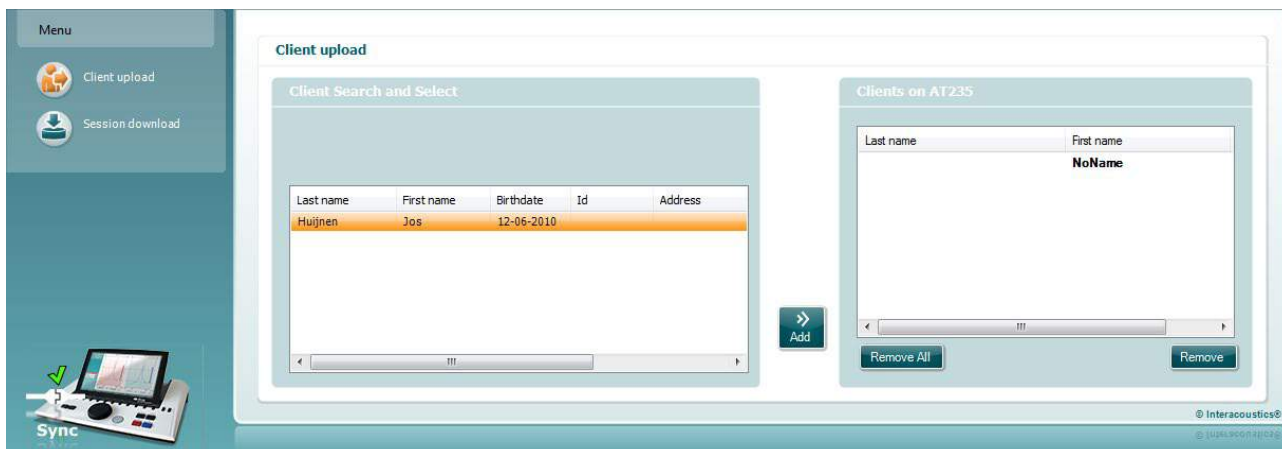 Menu
Client upload
Session download
Sync
Client upload
Client Search and Select
Last name First name Birthdate Id Address
Huijnen Jos 12-06-2010
Add
Clients on AT235
Last name First name
NoName
Remove All Remove
© Interacoustics®